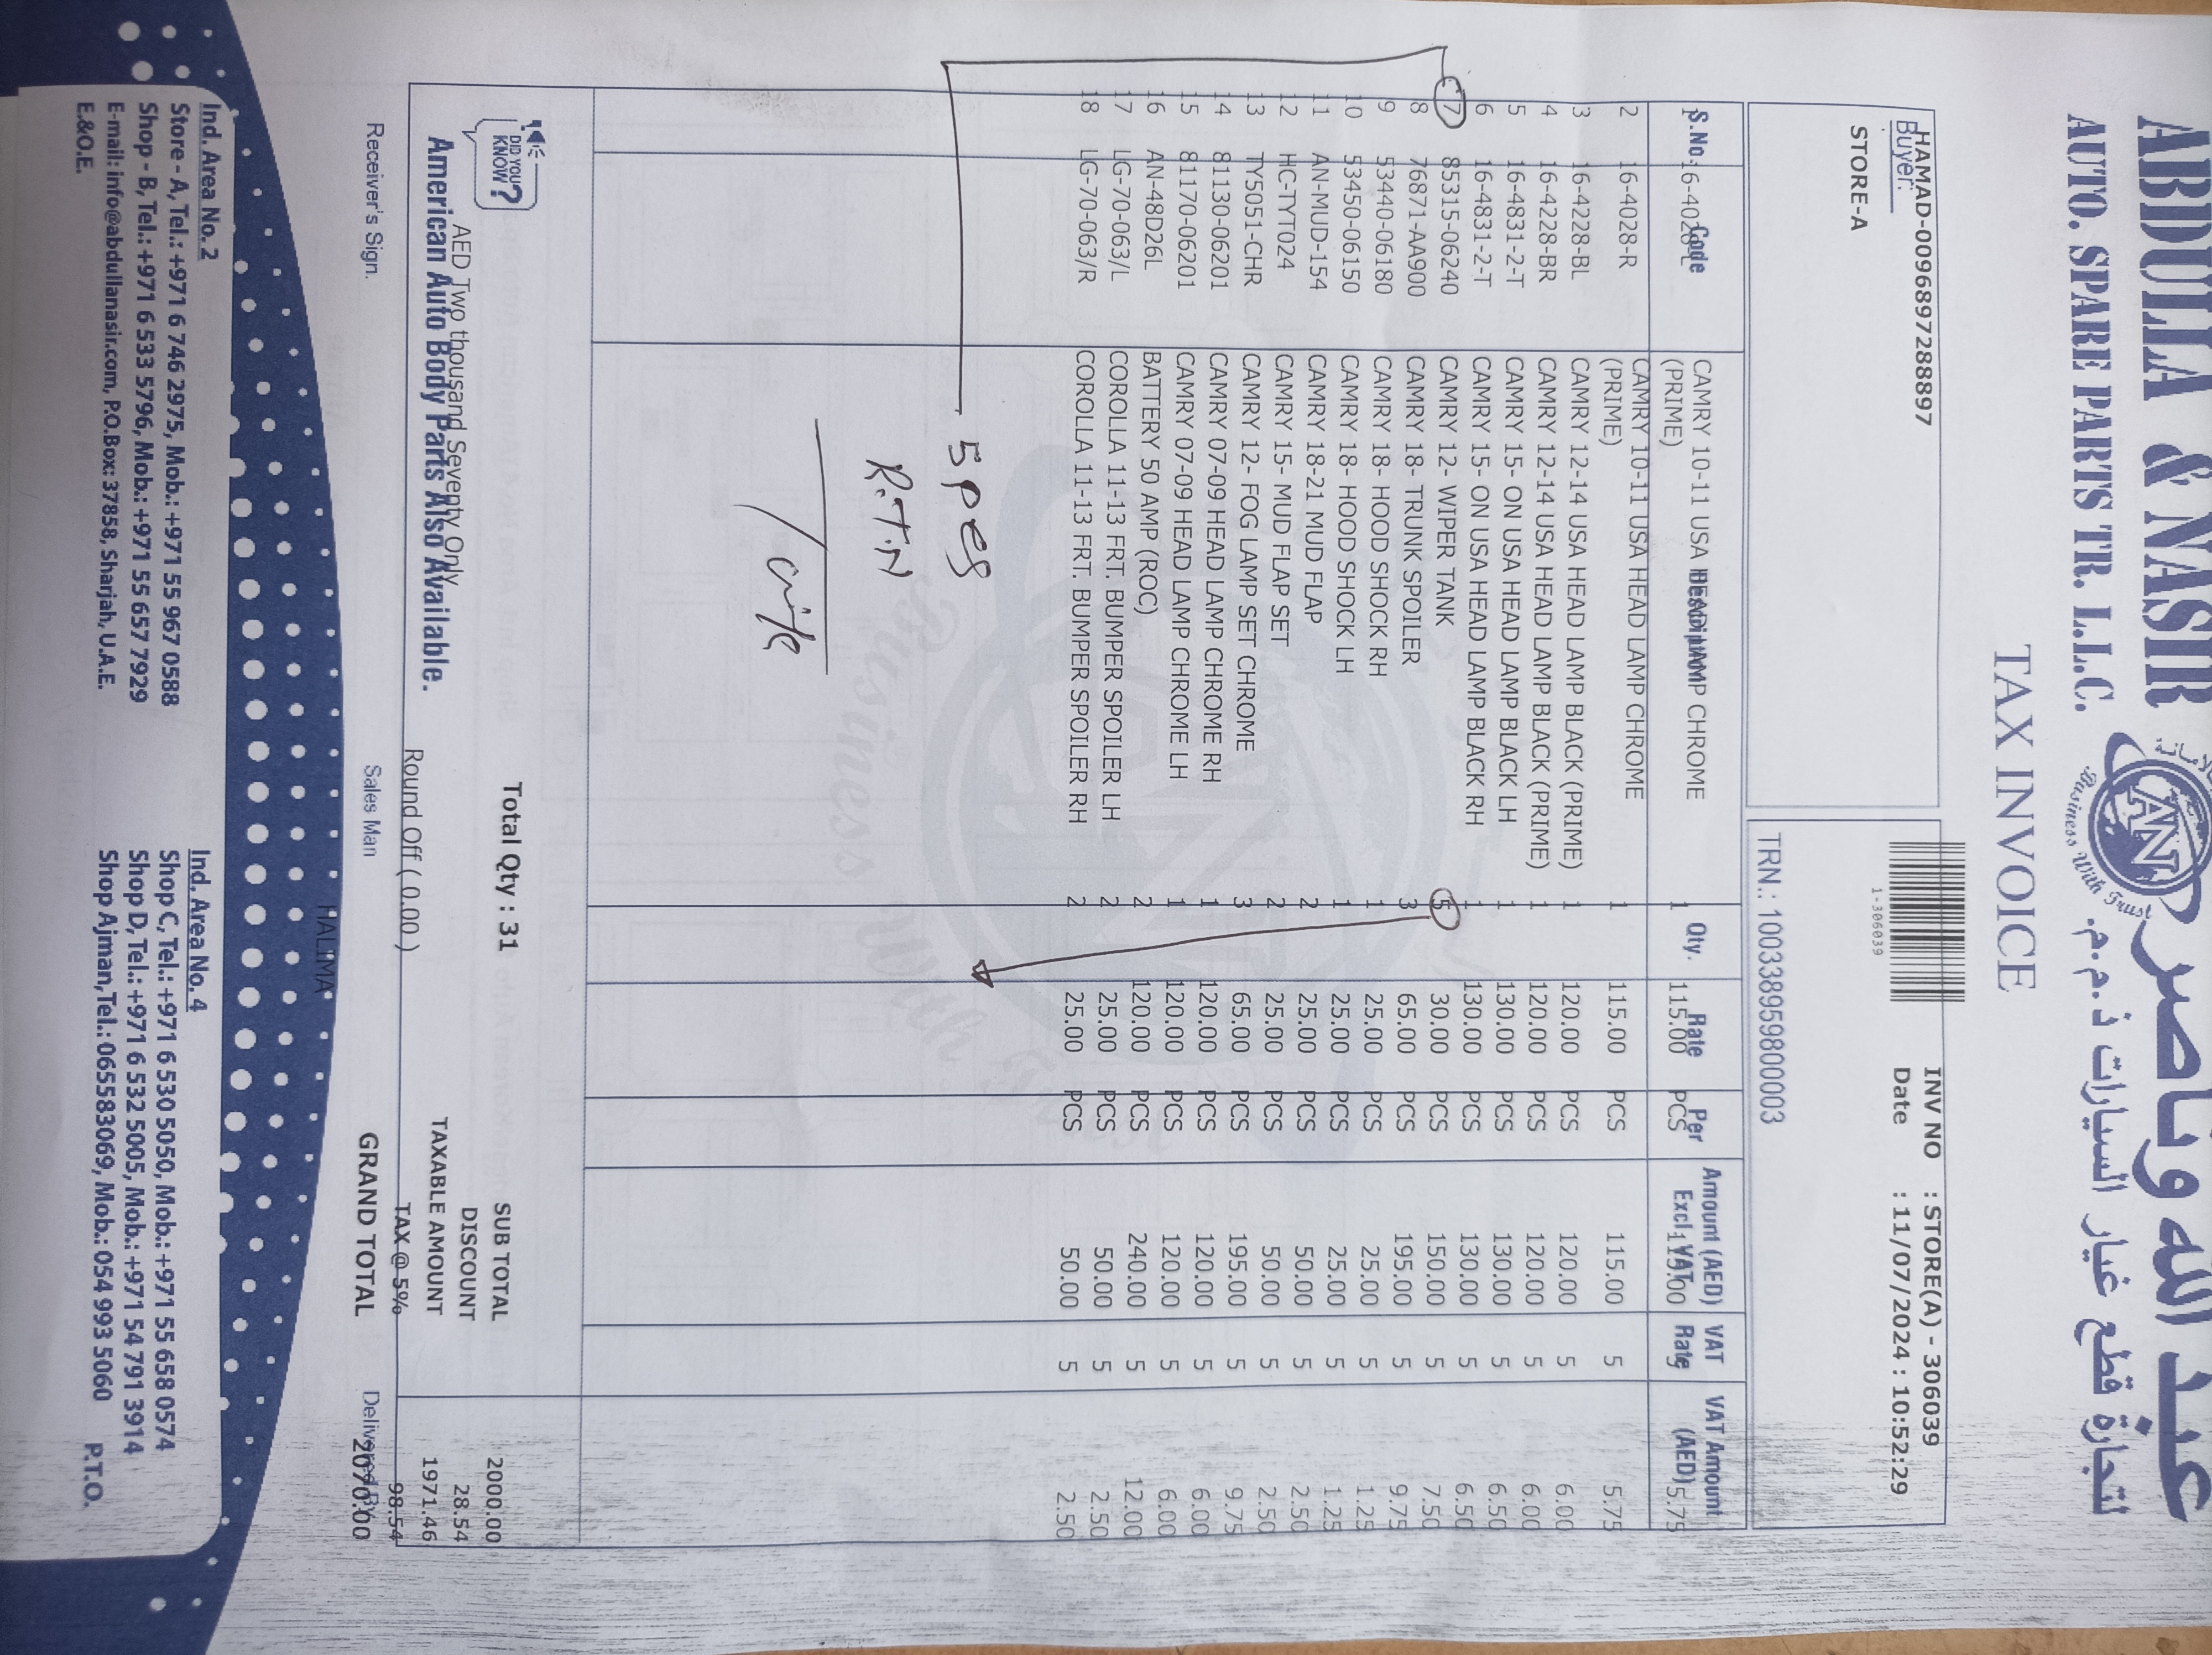 ABDULLA & NASIR
AUTO. SPARE PARTS TR. L.L.C.
عبد الله وناصر
لتجارة قطع غيار السيارات ذ.م.م.
AN
Business With Trust
TAX INVOICE
HAMAD-0096897288897
Buyer:
STORE-A
1-306039
INV NO : STORE(A) - 306039
Date : 11/07/2024 : 10:52:29
TRN.: 100338959800003
S.No. Code Description Qty. Rate Per Amount (AED) Excl. VAT VAT Rate VAT Amount (AED)
1 16-4028-L CAMRY 10-11 USA HEAD LAMP CHROME 1 115.00 PCS 115.00 5 5.75
(PRIME)
2 16-4028-R CAMRY 10-11 USA HEAD LAMP CHROME 1 115.00 PCS 115.00 5 5.75
(PRIME)
3 16-4228-BL CAMRY 12-14 USA HEAD LAMP BLACK (PRIME) 1 120.00 PCS 120.00 5 6.00
4 16-4228-BR CAMRY 12-14 USA HEAD LAMP BLACK (PRIME) 1 120.00 PCS 120.00 5 6.00
5 16-4831-2-T CAMRY 15- ON USA HEAD LAMP BLACK LH 1 130.00 PCS 130.00 5 6.50
6 16-4831-2-T CAMRY 15- ON USA HEAD LAMP BLACK RH 1 130.00 PCS 130.00 5 6.50
7 85315-06240 CAMRY 12- WIPER TANK 5 30.00 PCS 150.00 5 7.50
8 76871-AA900 CAMRY 18- TRUNK SPOILER 3 65.00 PCS 195.00 5 9.75
9 53440-06180 CAMRY 18- HOOD SHOCK RH 1 25.00 PCS 25.00 5 1.25
10 53450-06150 CAMRY 18- HOOD SHOCK LH 1 25.00 PCS 25.00 5 1.25
11 AN-MUD-154 CAMRY 18-21 MUD FLAP 2 25.00 PCS 50.00 5 2.50
12 HC-TYT024 CAMRY 15- MUD FLAP SET 2 25.00 PCS 50.00 5 2.50
13 TY5051-CHR CAMRY 12- FOG LAMP SET CHROME 3 65.00 PCS 195.00 5 9.75
14 81130-06201 CAMRY 07-09 HEAD LAMP CHROME RH 1 120.00 PCS 120.00 5 6.00
15 81170-06201 CAMRY 07-09 HEAD LAMP CHROME LH 1 120.00 PCS 120.00 5 6.00
16 AN-48D26L BATTERY 50 AMP (ROC) 2 120.00 PCS 240.00 5 12.00
17 LG-70-063/L COROLLA 11-13 FRT. BUMPER SPOILER LH 2 25.00 PCS 50.00 5 2.50
18 LG-70-063/R COROLLA 11-13 FRT. BUMPER SPOILER RH 2 25.00 PCS 50.00 5 2.50
5 pes
R.T.N
Total Qty : 31
SUB TOTAL 2000.00
DISCOUNT 28.54
TAXABLE AMOUNT 1971.46
TAX @ 5% 98.54
GRAND TOTAL 2070.00
DID YOU KNOW?
AED Two thousand Seventy Only
American Auto Body Parts Also Available.
Round Off ( 0.00 )
Receiver's Sign.
Sales Man
Delivered By
HALIMA
Ind. Area No. 2
Store - A, Tel.: +971 6 746 2975, Mob.: +971 55 967 0588
Shop - B, Tel.: +971 6 533 5796, Mob.: +971 55 657 7929
E-mail: info@abdullanasir.com, P.O.Box: 37858, Sharjah, U.A.E.
E.&O.E.
Ind. Area No. 4
Shop C, Tel.: +971 6 530 5050, Mob.: +971 55 658 0574
Shop D, Tel.: +971 6 532 5005, Mob.: +971 54 791 3914
Shop Ajman, Tel.: 065583069, Mob.: 054 993 5060
P.T.O.